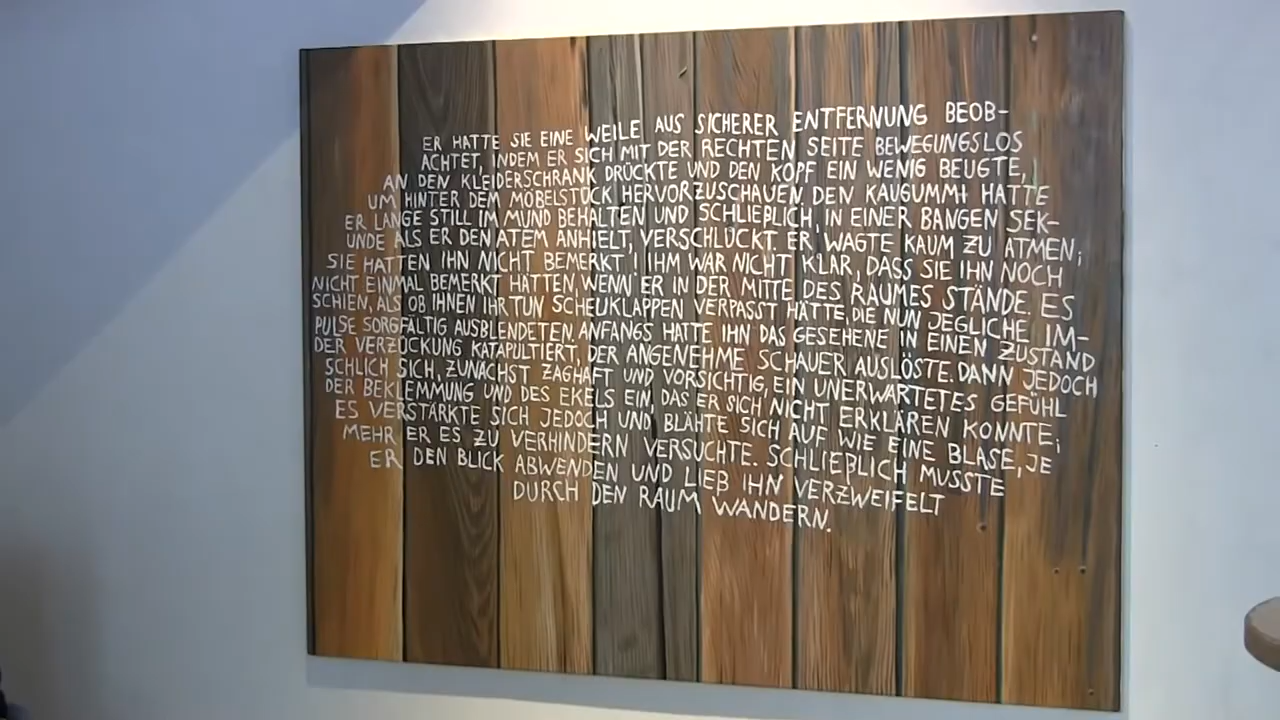 ER HATTE SIE EINE WEILE AUS SICHERER ENTFERNUNG BEOB-
ACHTET, INDEM ER SICH MIT DER RECHTEN SEITE BEWEGUNGSLOS
AN DEN KLEIDERSCHRANK DRÜCKTE UND DEN KOPF EIN WENIG BEUGTE,
UM HINTER DEM MÖBELSTÜCK HERVORZUSCHAUEN. DEN KAUGUMMI HATTE
ER LANGE STILL IM MUND BEHALTEN UND SCHLIEßLICH, IN EINER BANGEN SEK-
UNDE ALS ER DEN ATEM ANHIELT, VERSCHLUCKT. ER WAGTE KAUM ZU ATMEN;
SIE HATTEN IHN NICHT BEMERKT! IHM WAR NICHT KLAR, DASS SIE IHN NOCH
NICHT EINMAL BEMERKT HÄTTEN, WENN ER IN DER MITTE DES RAUMES STÄNDE. ES
SCHIEN, ALS OB IHNEN IHR TUN SCHEUKLAPPEN VERPASST HÄTTE, DIE NUN JEGLICHE IM-
PULSE SORGFÄLTIG AUSBLENDETEN. ANFANGS HATTE IHN DAS GESEHENE IN EINEN ZUSTAND
DER VERZÜCKUNG KATAPULTIERT, DER ANGENEHME SCHAUER AUSLÖSTE. DANN JEDOCH
SCHLICH SICH, ZUNÄCHST ZAGHAFT UND VORSICHTIG, EIN UNERWARTETES GEFÜHL
DER BEKLEMMUNG UND DES EKELS EIN, DAS ER SICH NICHT ERKLÄREN KONNTE;
ES VERSTÄRKTE SICH JEDOCH UND BLÄHTE SICH AUF WIE EINE BLASE, JE
MEHR ER ES ZU VERHINDERN VERSUCHTE. SCHLIEßLICH MUSSTE
ER DEN BLICK ABWENDEN UND LIEß IHN VERZWEIFELT
DURCH DEN RAUM WANDERN.